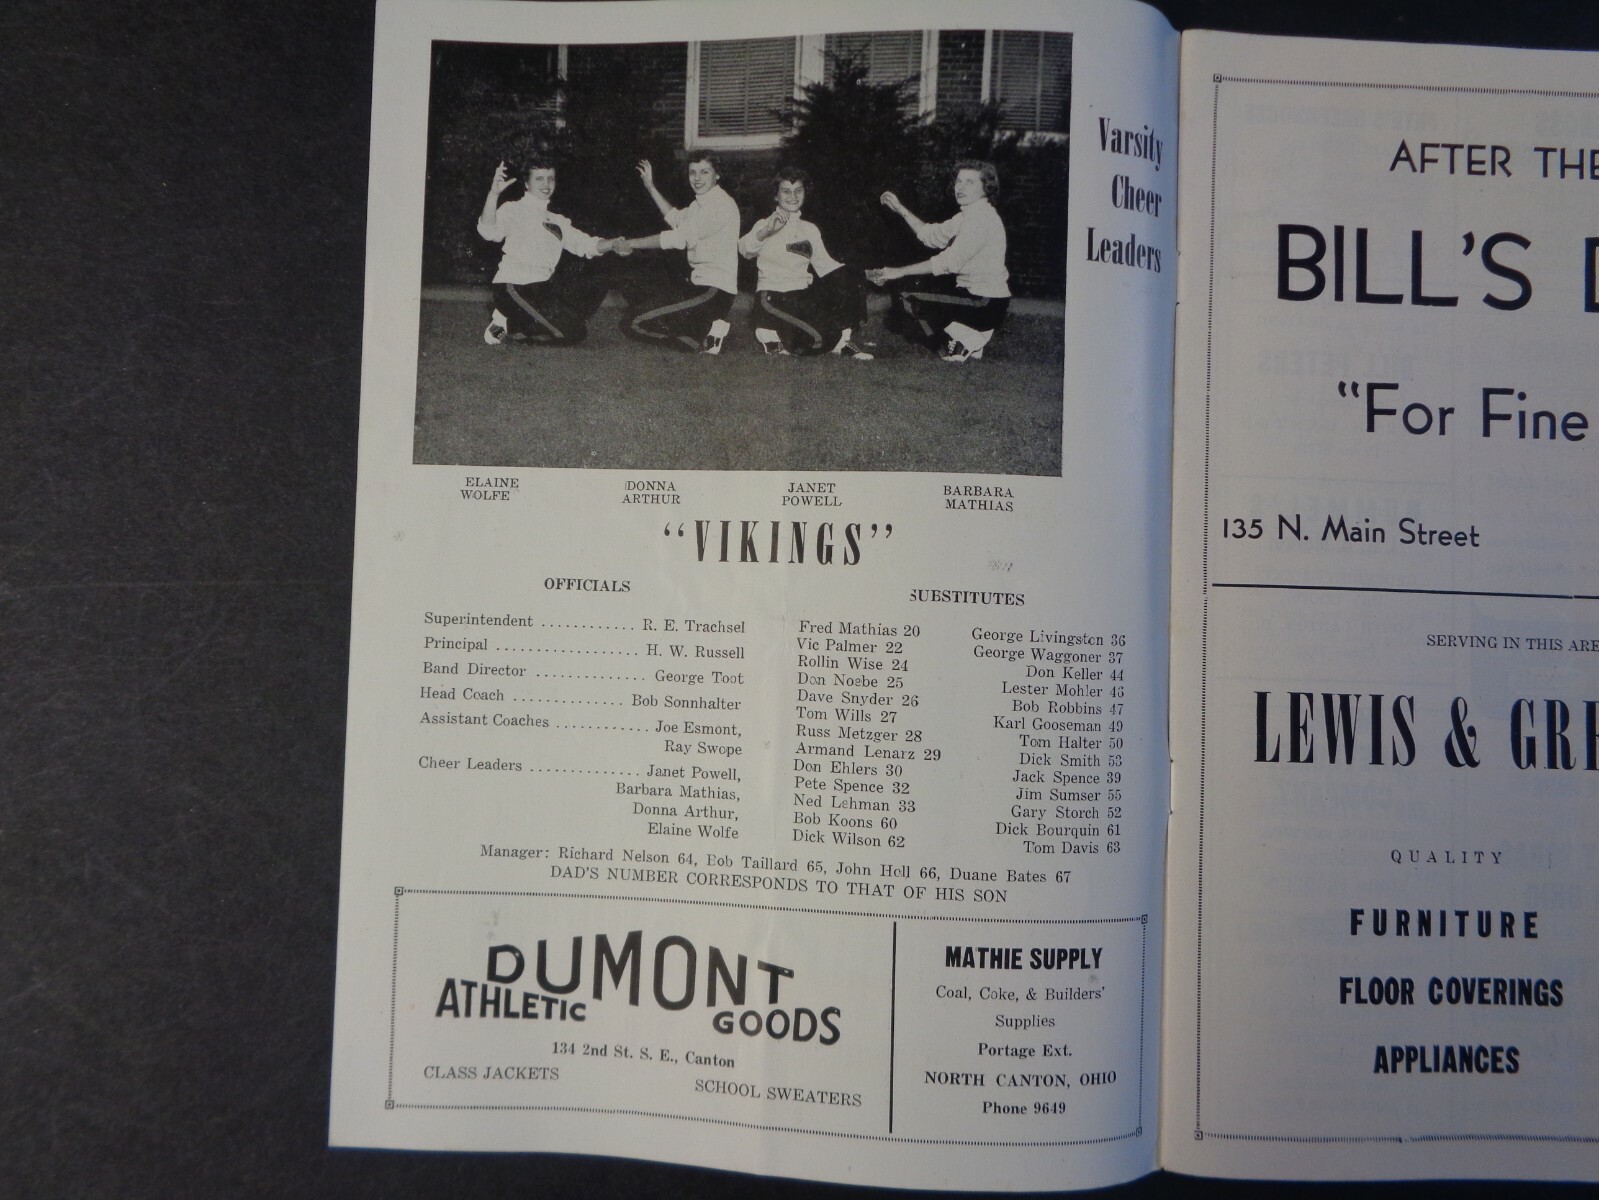 Varsity
Cheer
Leaders
ELAINE
WOLFE
DONNA
ARTHUR
JANET
POWELL
BARBARA
MATHIAS
"VIKINGS"
OFFICIALS
Superintendent ............ R. E. Trachsel
Principal .................. H. W. Russell
Band Director .............. George Toot
Head Coach .............. Bob Sonnhalter
Assistant Coaches ............ Joe Esmont,
Ray Swope
Cheer Leaders .............. Janet Powell,
Barbara Mathias,
Donna Arthur,
Elaine Wolfe
SUBSTITUTES
Fred Mathias 20
Vic Palmer 22
Rollin Wise 24
Don Noebe 25
Dave Snyder 26
Tom Wills 27
Russ Metzger 28
Armand Lenarz 29
Don Ehlers 30
Pete Spence 32
Ned Lehman 33
Bob Koons 60
Dick Wilson 62
George Livingston 36
George Waggoner 37
Don Keller 44
Lester Mohler
Bob Robbins 47
Karl Gooseman 49
Tom Halter 50
Dick Smith 53
Jack Spence 39
Jim Sumser 55
Gary Storch 52
Dick Bourquin 61
Tom Davis 63
Manager: Richard Nelson 64, Bob Taillard 65, John Holl 66, Duane Bates 67
DAD'S NUMBER CORRESPONDS TO THAT OF HIS SON
DUMONT
ATHLETIC GOODS
134 2nd St. S. E., Canton
CLASS JACKETS
SCHOOL SWEATERS
MATHIE SUPPLY
Coal, Coke, & Builders'
Supplies
Portage Ext.
NORTH CANTON, OHIO
Phone 9649
AFTER THE
BILL'S
"For Fine
135 N. Main Street
SERVING IN THIS ARE
LEWIS & GRE
QUALITY
FURNITURE
FLOOR COVERINGS
APPLIANCES